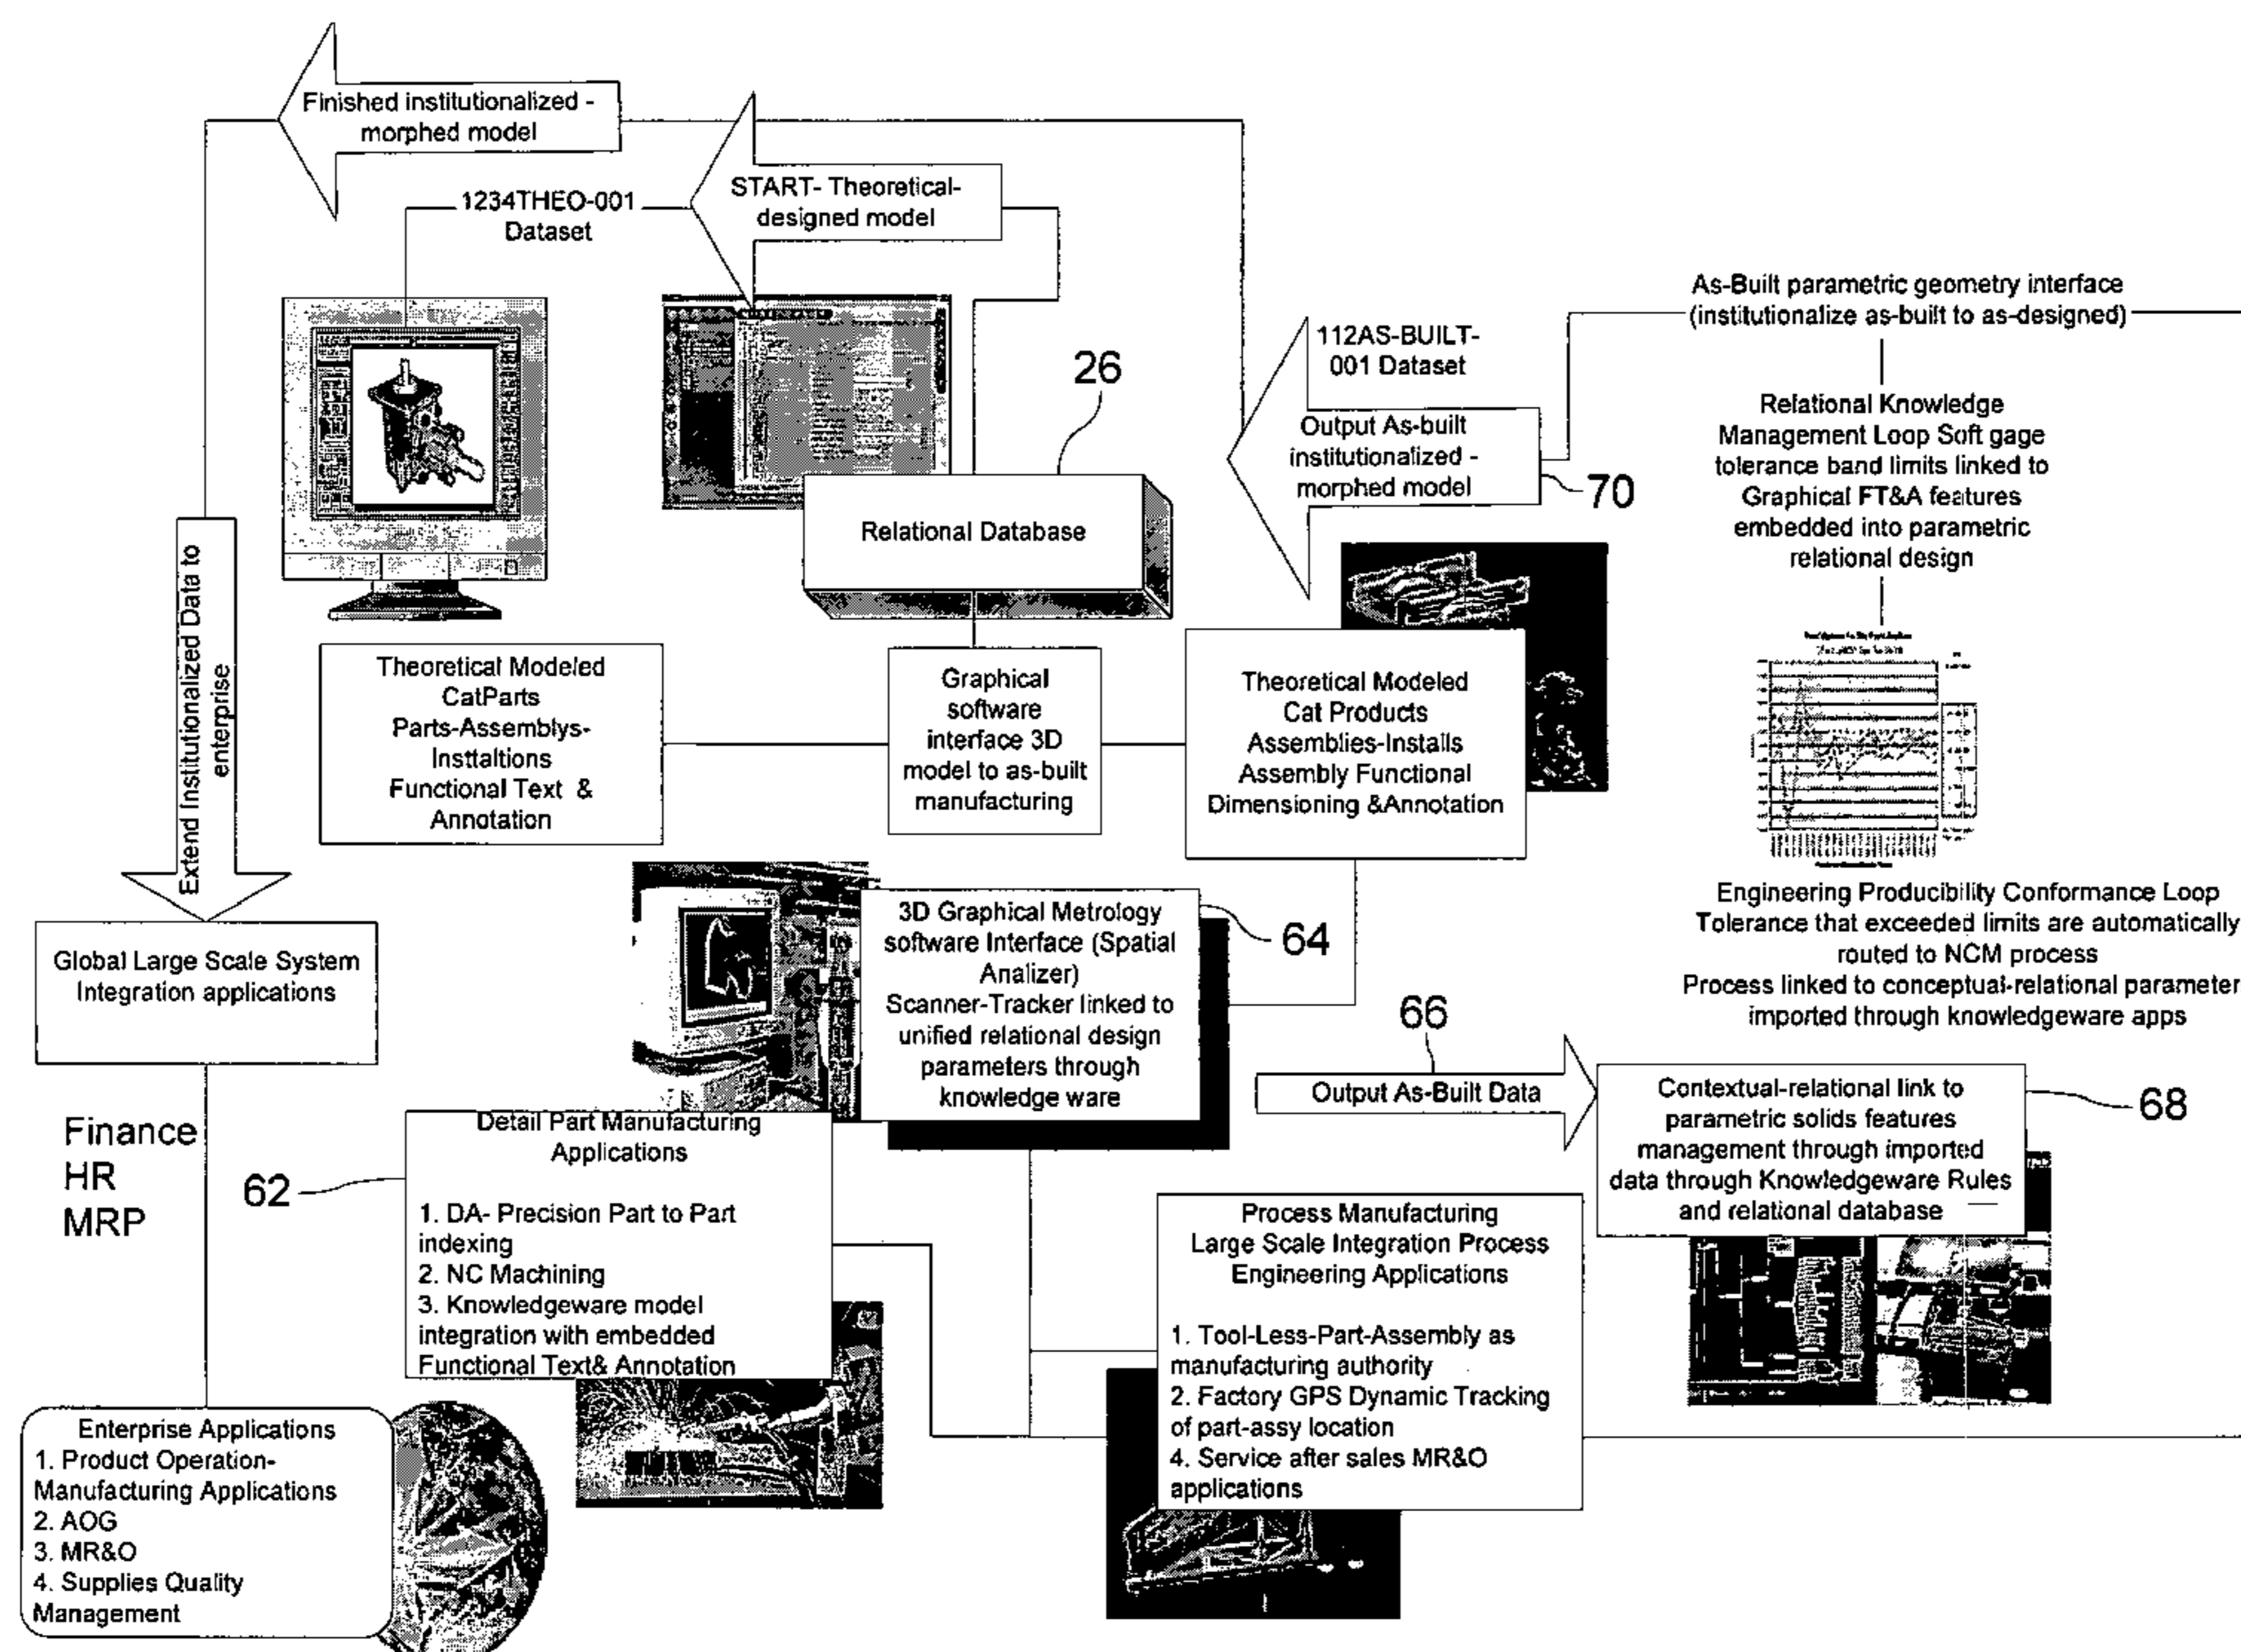 Finished institutionalized -
morphed model
START- Theoretical-
designed model
1234THEO-001
Dataset
As-Built parametric geometry interface
(institutionalize as-built to as-designed)
112AS-BUILT-
001 Dataset
26
Relational Knowledge
Management Loop Soft gage
tolerance band limits linked to
Graphical FT&A features
embedded into parametric
relational design
Output As-built
institutionalized -
morphed model
70
Relational Database
Extend Institutionalized Data to
enterprise
Theoretical Modeled
CatParts
Parts-Assemblys-
Insttaltions
Functional Text &
Annotation
Graphical
software
interface 3D
model to as-built
manufacturing
Theoretical Modeled
Cat Products
Assemblies-Installs
Assembly Functional
Dimensioning &Annotation
Engineering Producibility Conformance Loop
Tolerance that exceeded limits are automatically
routed to NCM process
Process linked to conceptual-relational parameter
imported through knowledgeware apps
3D Graphical Metrology
software Interface (Spatial
Analizer)
Scanner-Tracker linked to
unified relational design
parameters through
knowledge ware
64
Global Large Scale System
Integration applications
66
Output As-Built Data
Contextual-relational link to
parametric solids features
management through imported
data through Knowledgeware Rules
and relational database
68
Finance
HR
MRP
62
Detail Part Manufacturing
Applications
1. DA- Precision Part to Part
indexing
2. NC Machining
3. Knowledgeware model
integration with embedded
Functional Text& Annotation
Process Manufacturing
Large Scale Integration Process
Engineering Applications
1. Tool-Less-Part-Assembly as
manufacturing authority
2. Factory GPS Dynamic Tracking
of part-assy location
4. Service after sales MR&O
applications
Enterprise Applications
1. Product Operation-
Manufacturing Applications
2. AOG
3. MR&O
4. Supplies Quality
Management